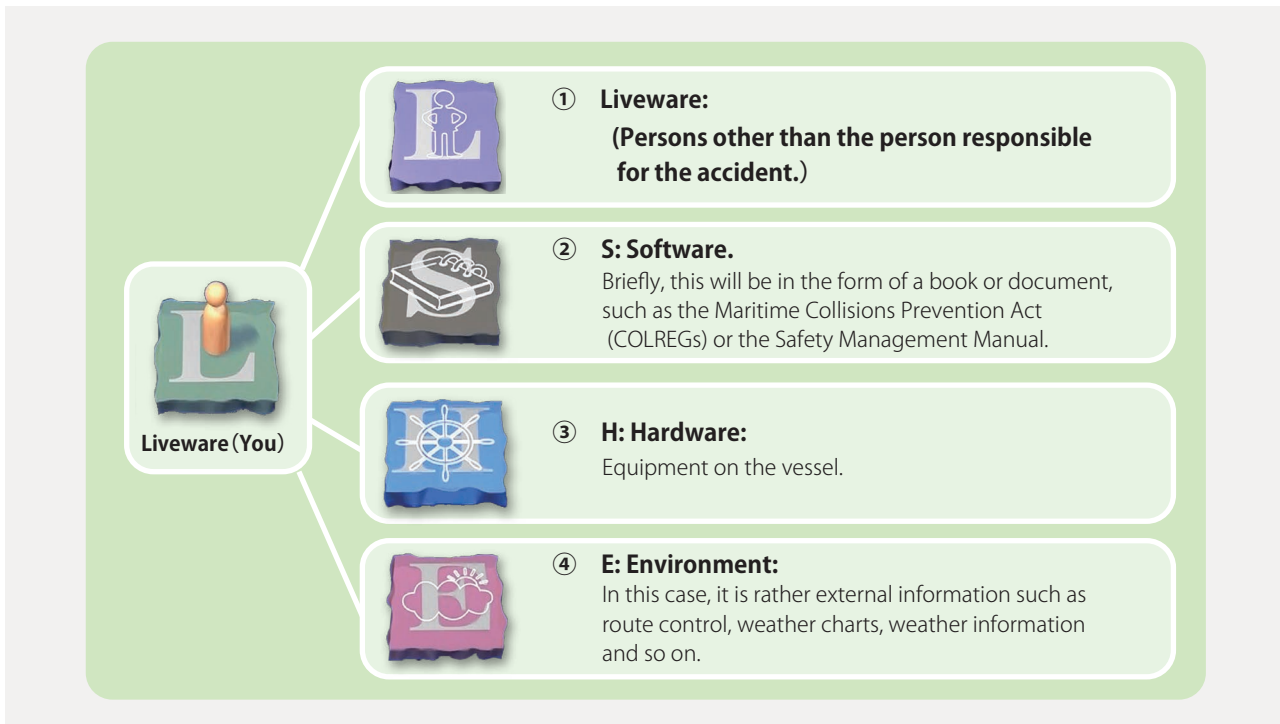 ① Liveware:
(Persons other than the person responsible
for the accident.)
② S: Software.
Briefly, this will be in the form of a book or document,
such as the Maritime Collisions Prevention Act
(COLREGs) or the Safety Management Manual.
③ H: Hardware:
Equipment on the vessel.
④ E: Environment:
In this case, it is rather external information such as
route control, weather charts, weather information
and so on.
L
S
H
E
L
Liveware(You)